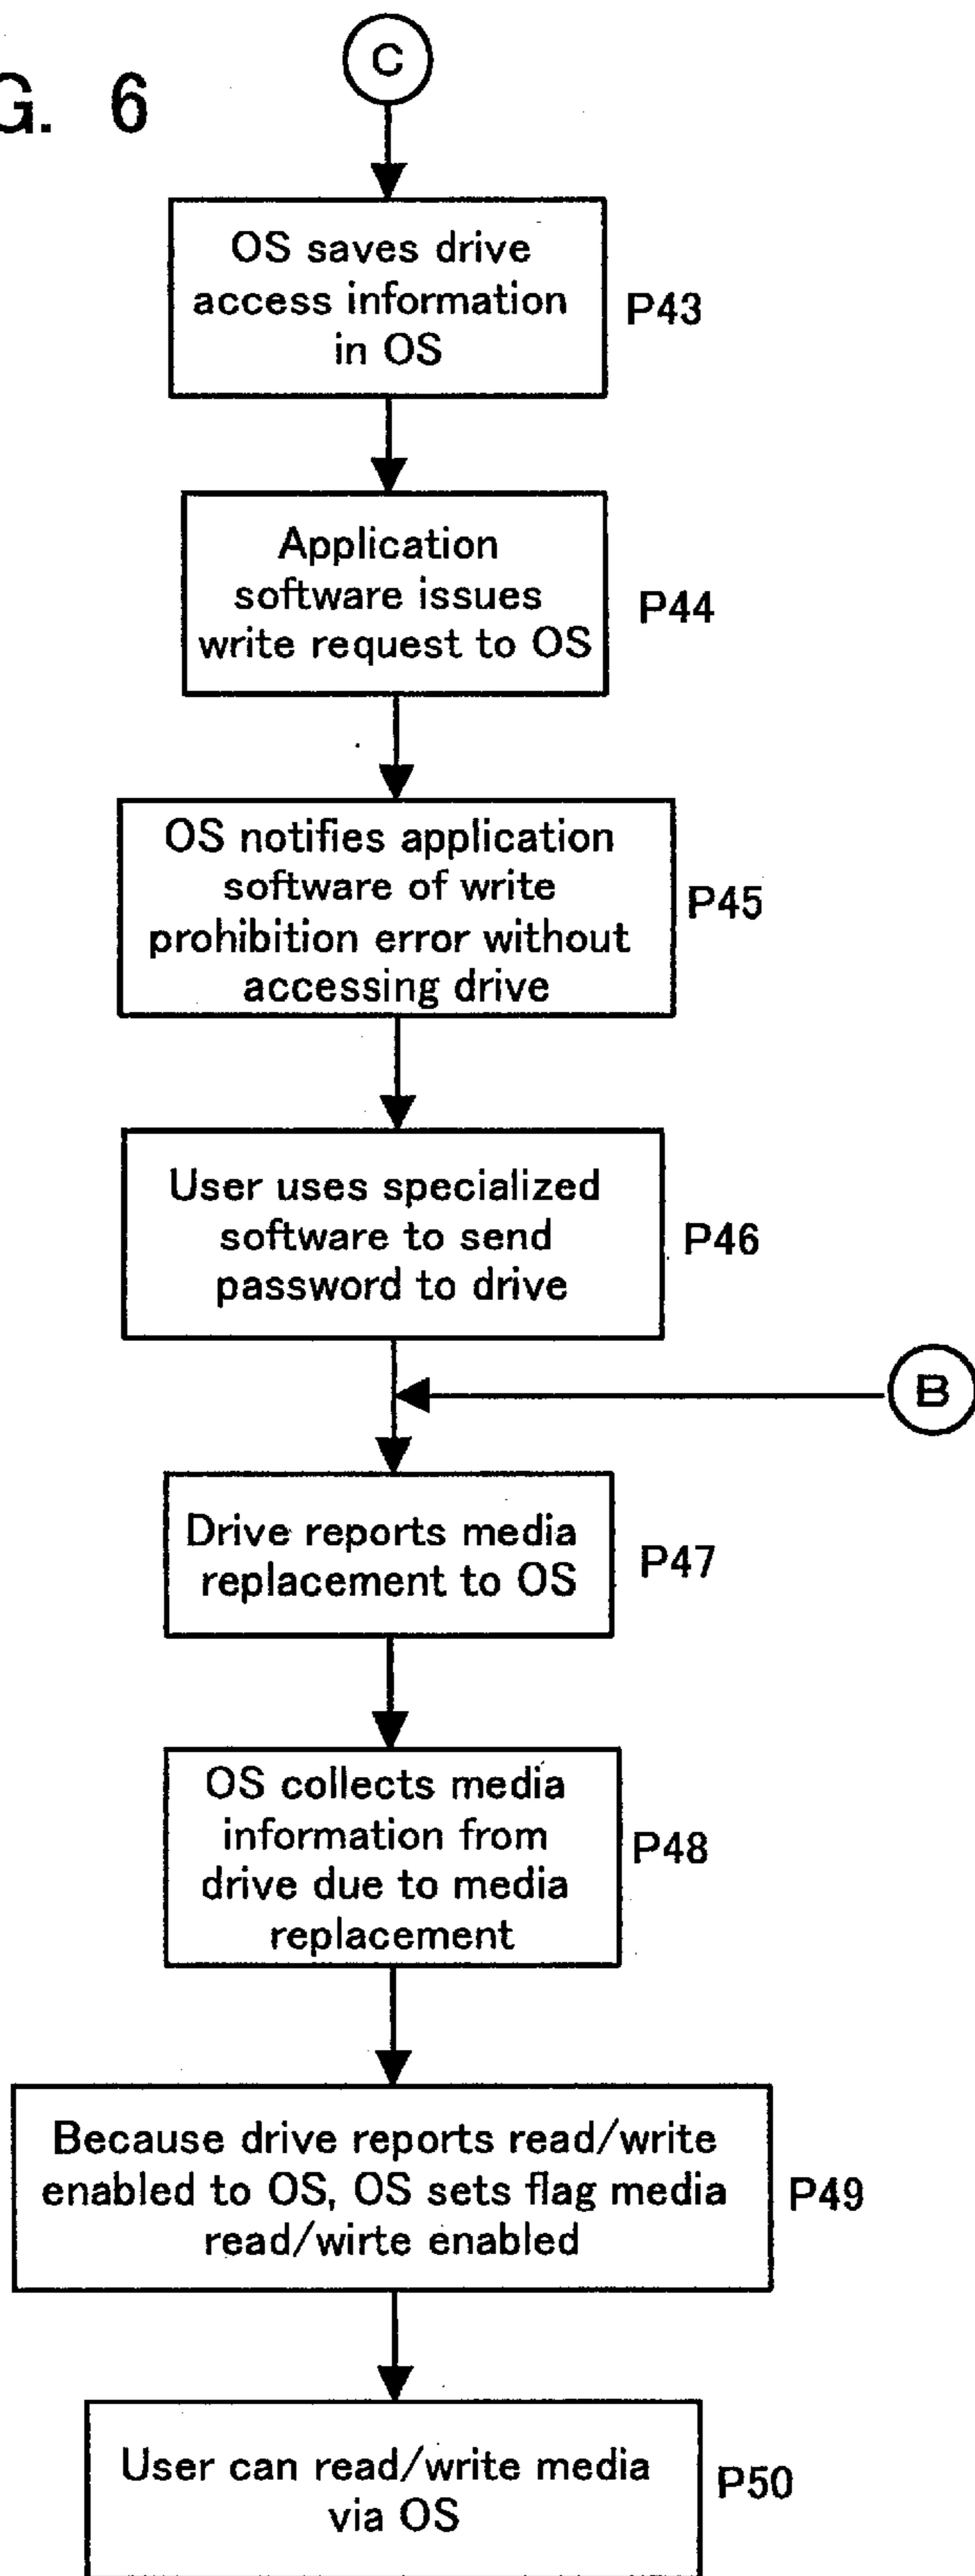 G. 6
C
OS saves drive
access information
in OS
P43
Application
software issues
write request to OS
P44
OS notifies application
software of write
prohibition error without
accessing drive
P45
User uses specialized
software to send
password to drive
P46
B
Drive reports media
replacement to OS
P47
OS collects media
information from
drive due to media
replacement
P48
Because drive reports read/write
enabled to OS, OS sets flag media
read/wirte enabled
P49
User can read/write media
via OS
P50